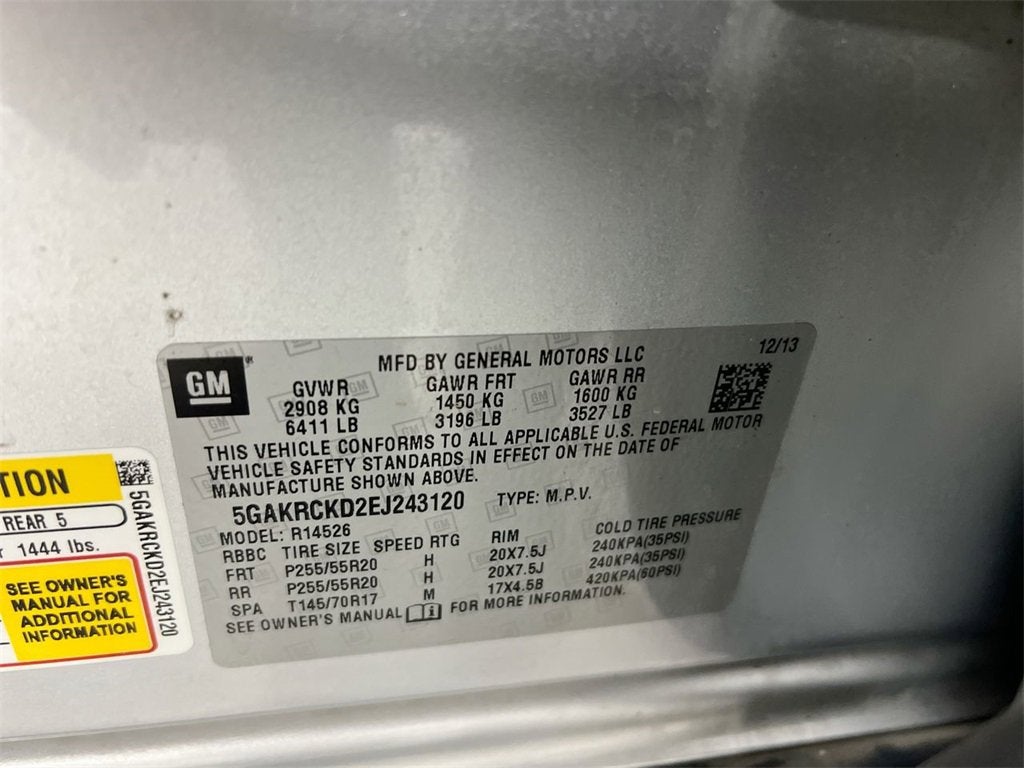 12/13
GM
MFD BY GENERAL MOTORS LLC
GVWR GAWR FRT GAWR RR
2908 KG 1450 KG 1600 KG
6411 LB 3196 LB 3527 LB
THIS VEHICLE CONFORMS TO ALL APPLICABLE U.S. FEDERAL MOTOR
VEHICLE SAFETY STANDARDS IN EFFECT ON THE DATE OF
MANUFACTURE SHOWN ABOVE.
5GAKRCKD2EJ243120 TYPE: M.P.V.
MODEL: R14526
RBBC TIRE SIZE SPEED RTG RIM COLD TIRE PRESSURE
FRT P255/55R20 H 20X7.5J 240KPA(35PSI)
RR P255/55R20 H 20X7.5J 240KPA(35PSI)
SPA T145/70R17 M 17X4.5B 420KPA(60PSI)
SEE OWNER'S MANUAL FOR MORE INFORMATION.
TION
REAR 5
1444 lbs.
SEE OWNER'S
MANUAL FOR
ADDITIONAL
INFORMATION
5GAKRCKD2EJ243120